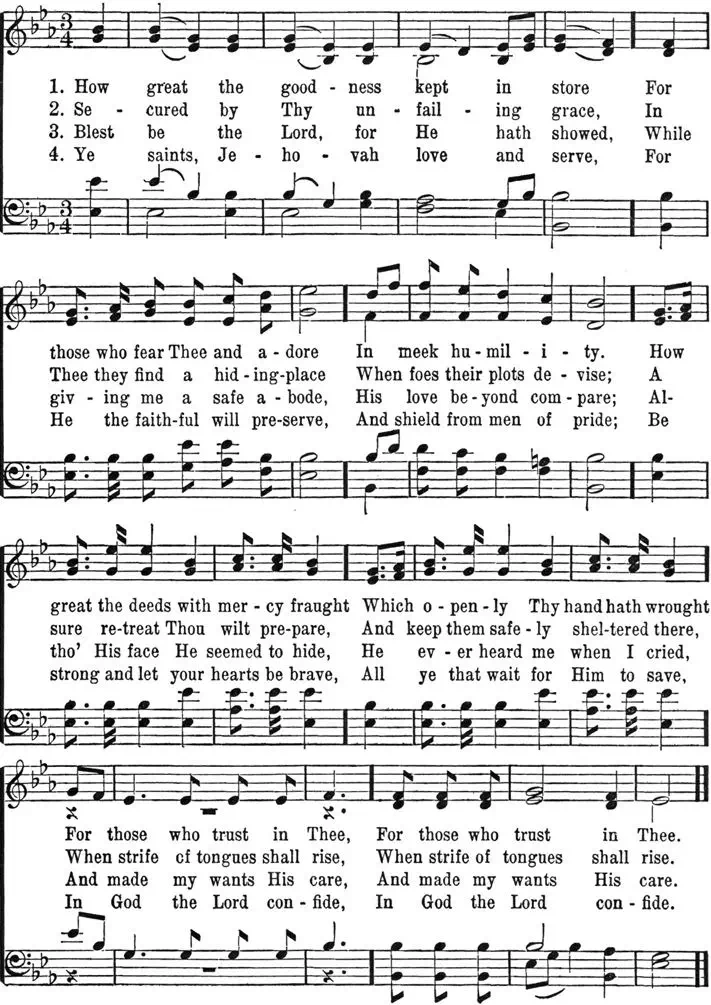 3
4
1. How great the good - ness kept in store For
2. Se - cured by Thy un - fail - ing grace, In
3. Blest be the Lord, for He hath showed, While
4. Ye saints, Je - ho - vah love and serve, For
3
4
those who fear Thee and a - dore In meek hu - mil - i - ty. How
Thee they find a hid - ing-place When foes their plots de - vise; A
giv - ing me a safe a - bode, His love be - yond com - pare; Al-
He the faith-ful will pre-serve, And shield from men of pride; Be
great the deeds with mer - cy fraught Which o - pen - ly Thy hand hath wrought
sure re-treat Thou wilt pre-pare, And keep them safe - ly shel-tered there,
tho' His face He seemed to hide, He ev - er heard me when I cried,
strong and let your hearts be brave, All ye that wait for Him to save,
For those who trust in Thee, For those who trust in Thee.
When strife of tongues shall rise, When strife of tongues shall rise.
And made my wants His care, And made my wants His care.
In God the Lord con - fide, In God the Lord con - fide.